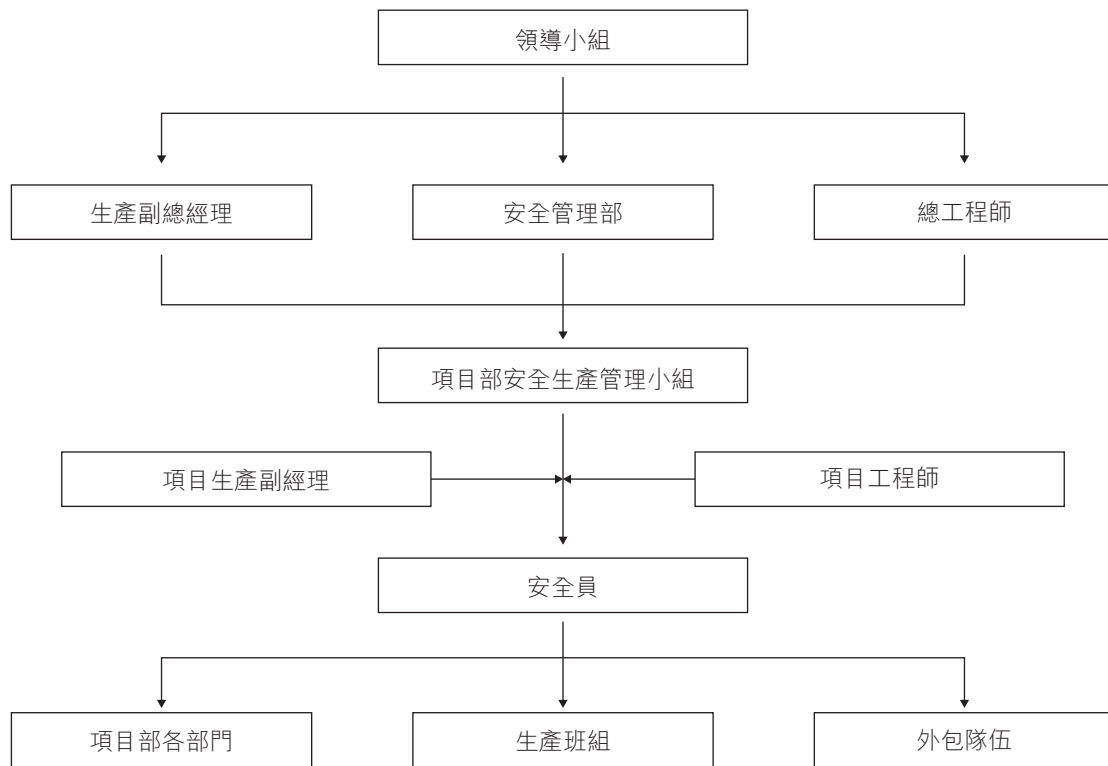 領導小組
生產副總經理
安全管理部
總工程師
項目部安全生產管理小組
項目生產副經理
項目工程師
安全員
項目部各部門
生產班組
外包隊伍